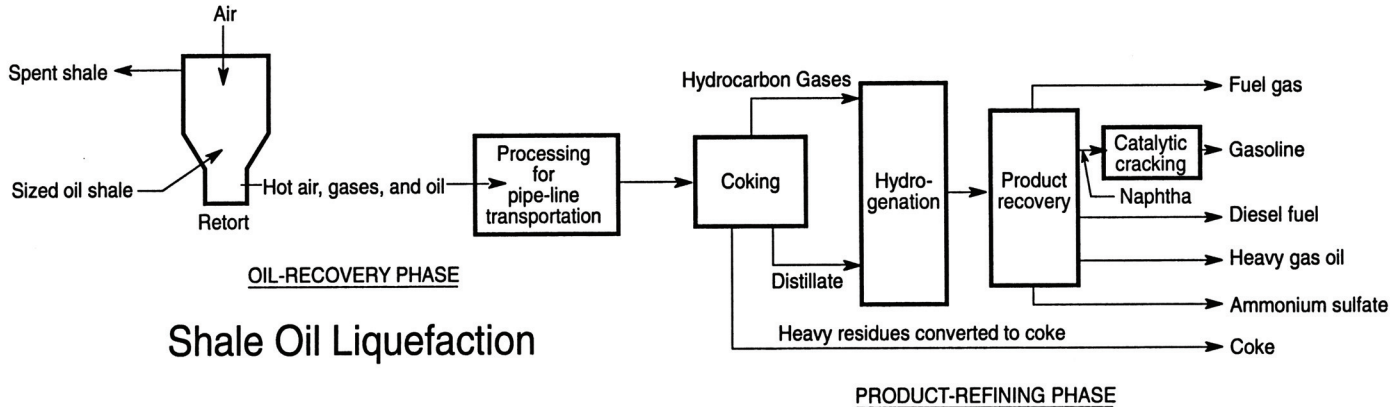 Air
Spent shale
Sized oil shale
Retort
Hot air, gases, and oil
OIL-RECOVERY PHASE
Shale Oil Liquefaction
Processing
for
pipe-line
transportation
Coking
Hydrocarbon Gases
Distillate
Heavy residues converted to coke
Hydro-
genation
Product
recovery
Catalytic
cracking
Naphtha
Fuel gas
Gasoline
Diesel fuel
Heavy gas oil
Ammonium sulfate
Coke
PRODUCT-REFINING PHASE